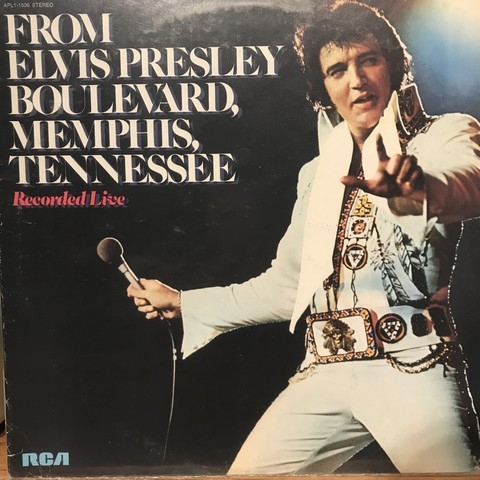 APL1-1506 STEREO
FROM
ELVIS PRESLEY
BOULEVARD,
MEMPHIS,
TENNESSEE
Recorded Live
RCA